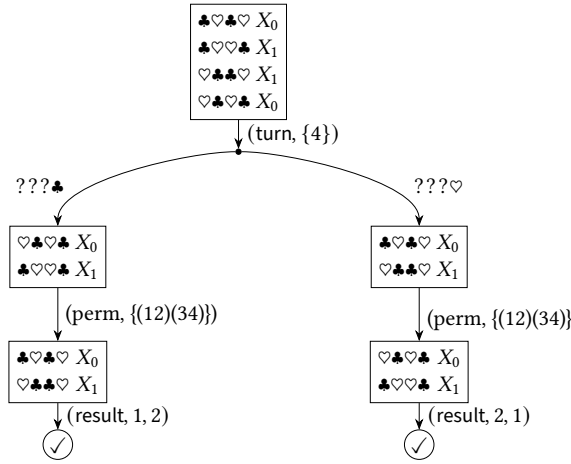 ♣♡♣♡ X₀
♣♡♡♣ X₁
♡♣♣♡ X₁
♡♣♡♣ X₀
(turn, {4})
???♣
???♡
♡♣♡♣ X₀
♣♡♡♣ X₁
♣♡♣♡ X₀
♡♣♣♡ X₁
(perm, {(12)(34)})
(perm, {(12)(34)}
♣♡♣♡ X₀
♡♣♣♡ X₁
♡♣♡♣ X₀
♣♡♡♣ X₁
(result, 1, 2)
(result, 2, 1)
✓
✓